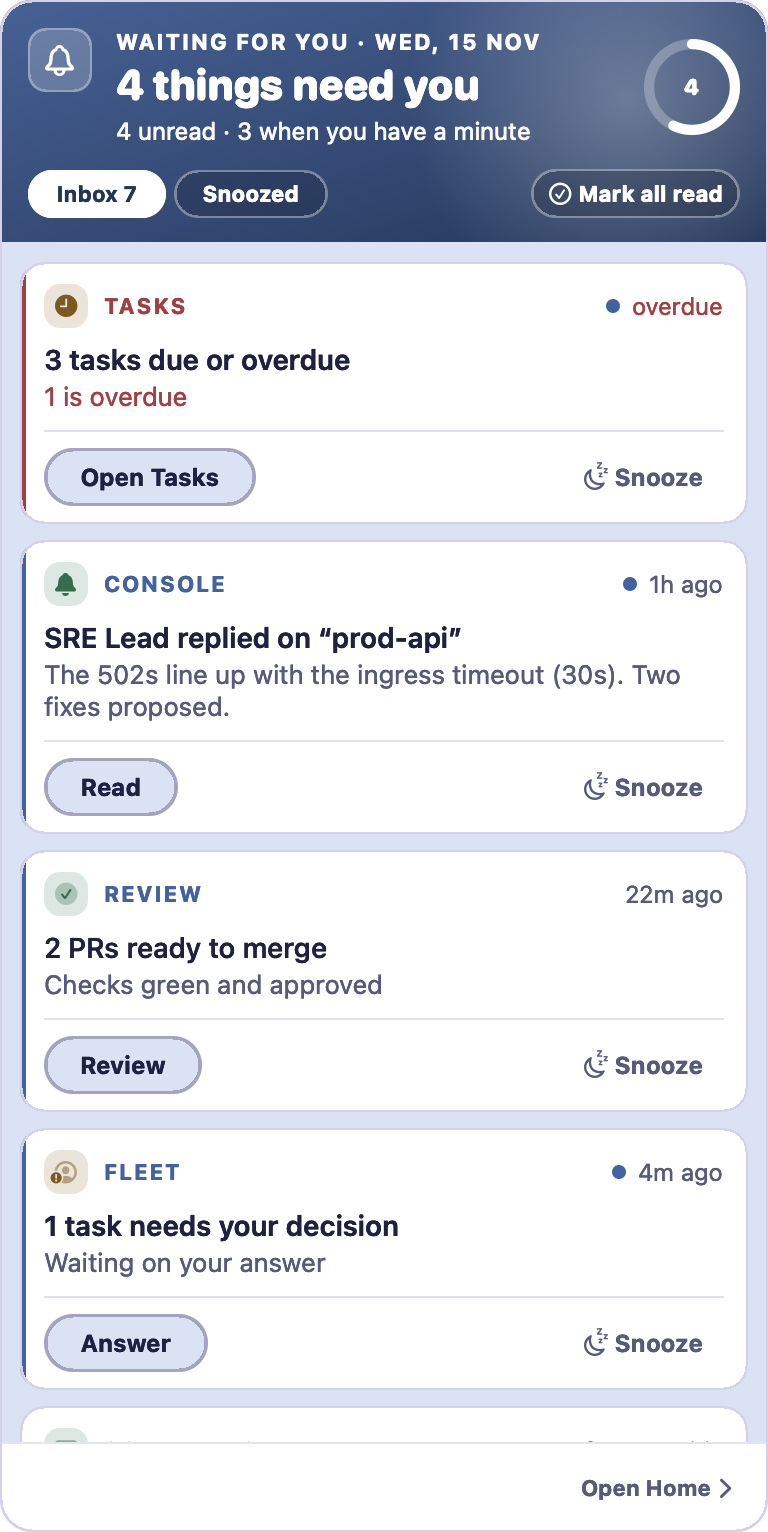 WAITING FOR YOU · WED, 15 NOV
4 things need you
4 unread · 3 when you have a minute
4
Inbox 7
Snoozed
Mark all read
TASKS
overdue
3 tasks due or overdue
1 is overdue
Open Tasks
Snooze
CONSOLE
1h ago
SRE Lead replied on “prod-api”
The 502s line up with the ingress timeout (30s). Two
fixes proposed.
Read
Snooze
REVIEW
22m ago
2 PRs ready to merge
Checks green and approved
Review
Snooze
FLEET
4m ago
1 task needs your decision
Waiting on your answer
Answer
Snooze
Open Home